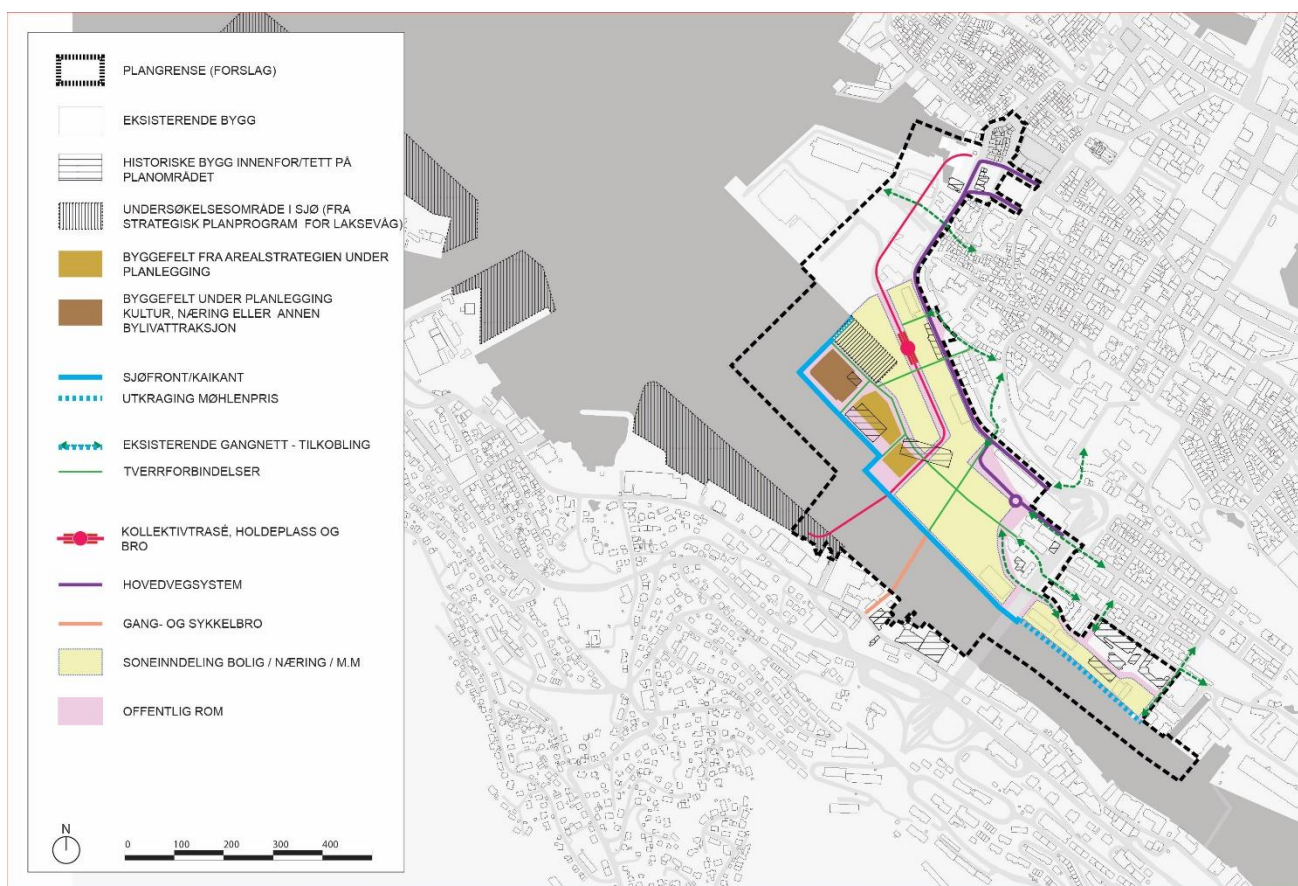 PLANGRENSE (FORSLAG)
EKSISTERENDE BYGG
HISTORISKE BYGG INNENFOR/TETT PÅ
PLANOMRÅDET
UNDERSØKELSESOMRÅDE I SJØ (FRA
STRATEGISK PLANPROGRAM FOR LAKSEVÅG)
BYGGEFELT FRA AREALSTRATEGIEN UNDER
PLANLEGGING
BYGGEFELT UNDER PLANLEGGING
KULTUR, NÆRING ELLER ANNEN
BYLIVATTRAKSJON
SJØFRONT/KAIKANT
UTKRAGING MØHLENPRIS
EKSISTERENDE GANGNETT - TILKOBLING
TVERRFORBINDELSER
KOLLEKTIVTRASÉ, HOLDEPLASS OG
BRO
HOVEDVEGSYSTEM
GANG- OG SYKKELBRO
SONEINNDELING BOLIG / NÆRING / M.M
OFFENTLIG ROM
N
0 100 200 300 400